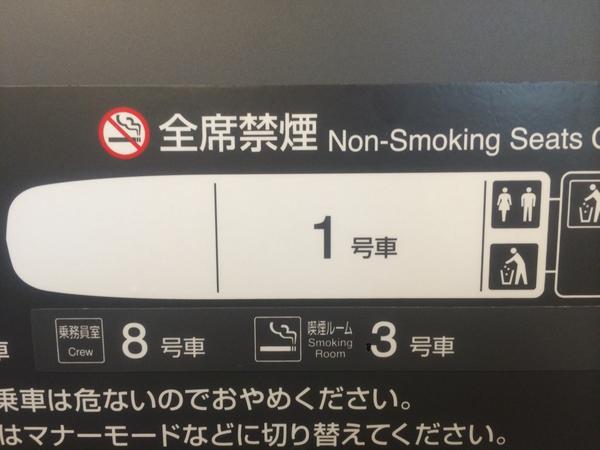 全席禁煙 Non-Smoking Seats
1 号車
車 乗務員室 Crew 8 号車 喫煙ルーム Smoking Room 3 号車
乗車は危ないのでおやめください。
はマナーモードなどに切り替えてください。